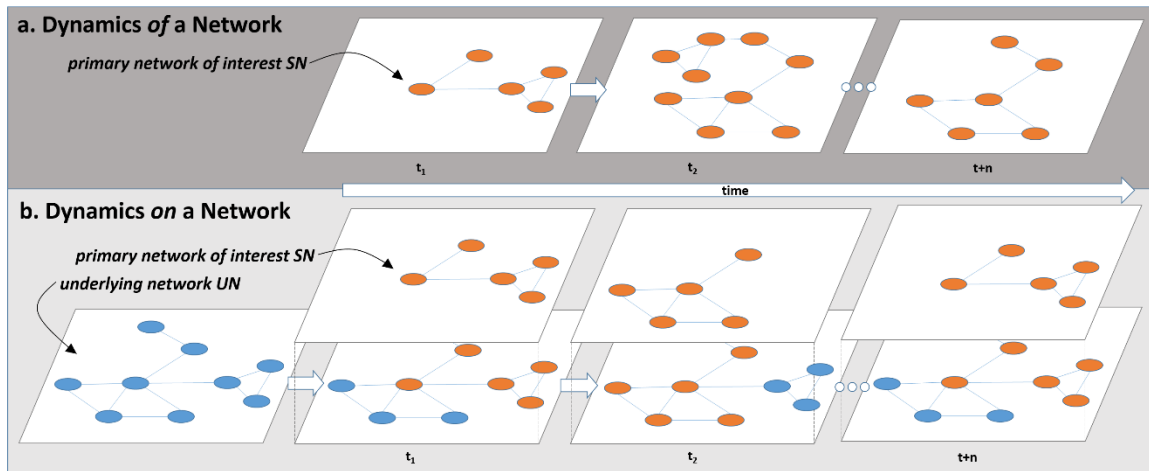 a. Dynamics of a Network
primary network of interest SN
t1
t2
t+n
time
b. Dynamics on a Network
primary network of interest SN
underlying network UN
t1
t2
t+n